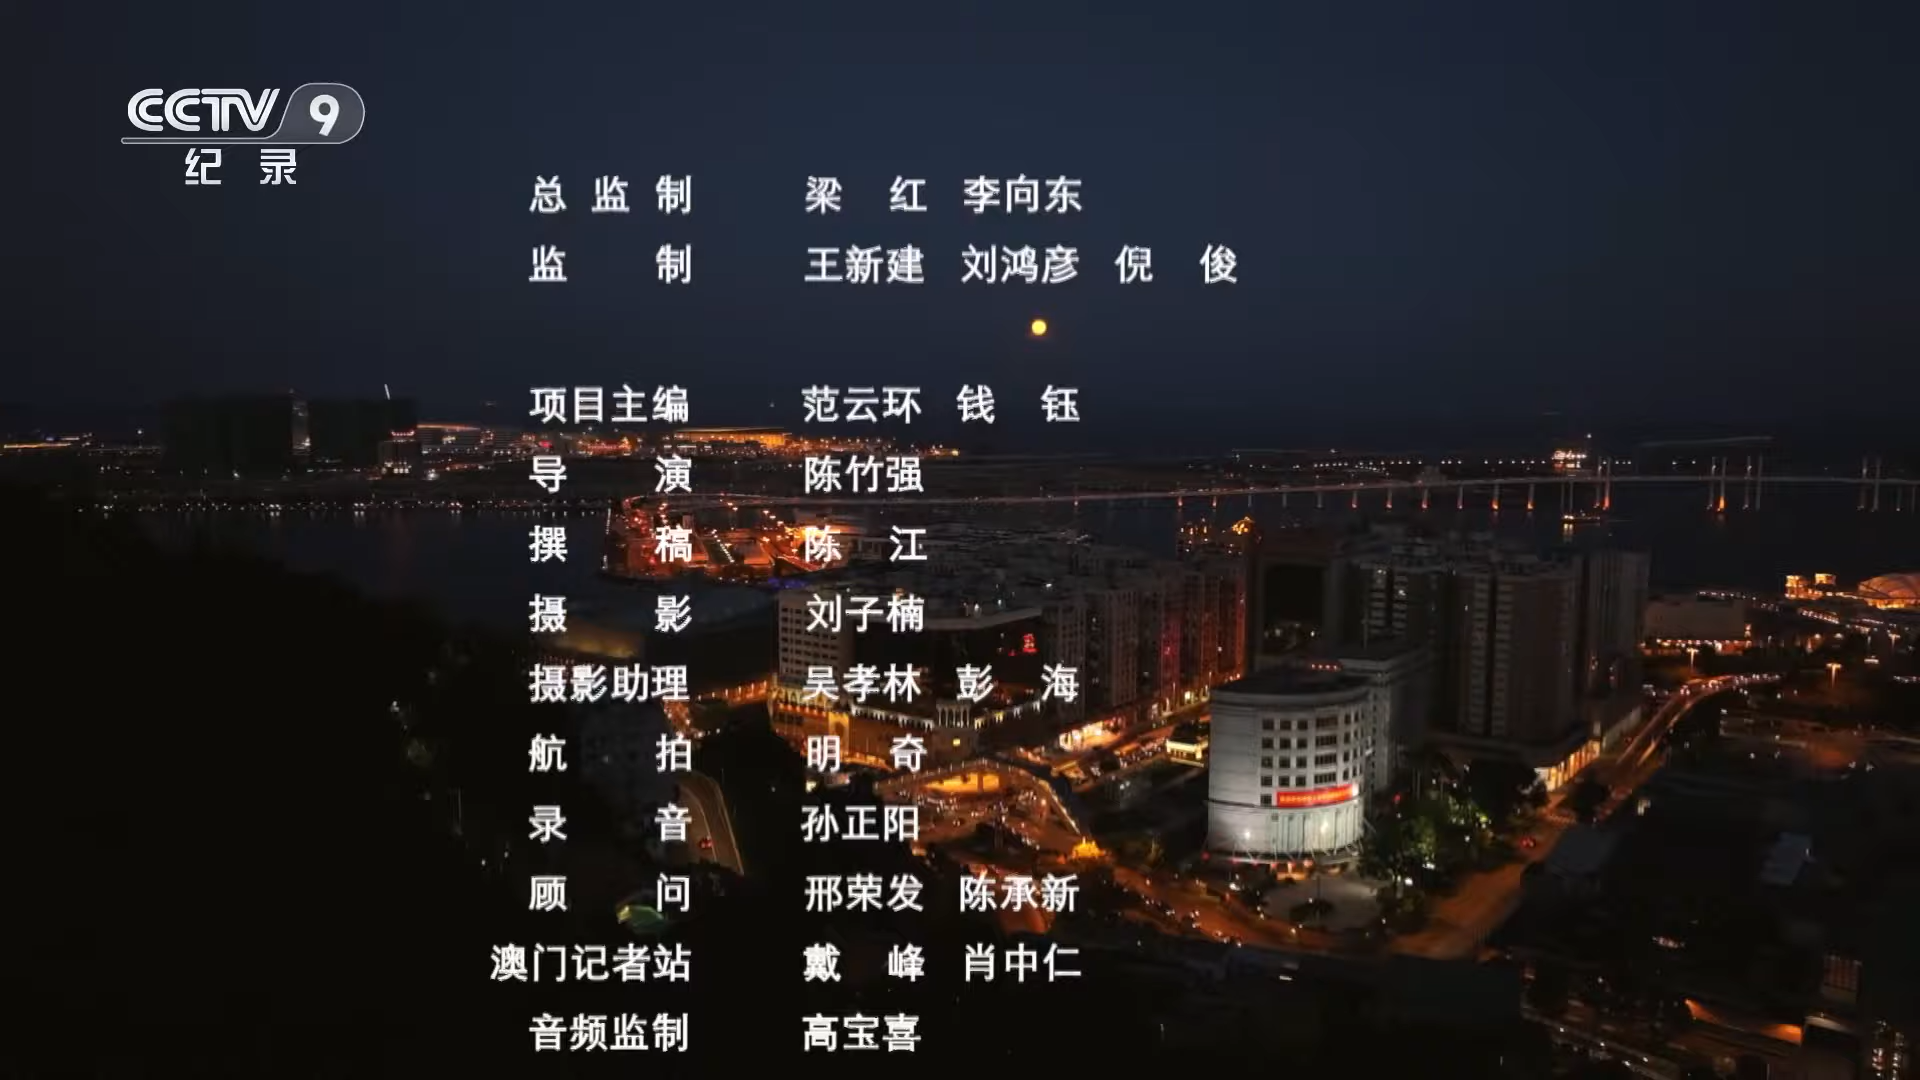 CCTV 9
纪 录
总 监 制 梁 红 李向东
监 制 王新建 刘鸿彦 倪 俊
项目主编 范云环 钱 钰
导 演 陈竹强
撰 稿 陈 江
摄 影 刘子楠
摄影助理 吴孝林 彭 海
航 拍 明 奇
录 音 孙正阳
顾 问 邢荣发 陈承新
澳门记者站 戴 峰 肖中仁
音频监制 高宝喜